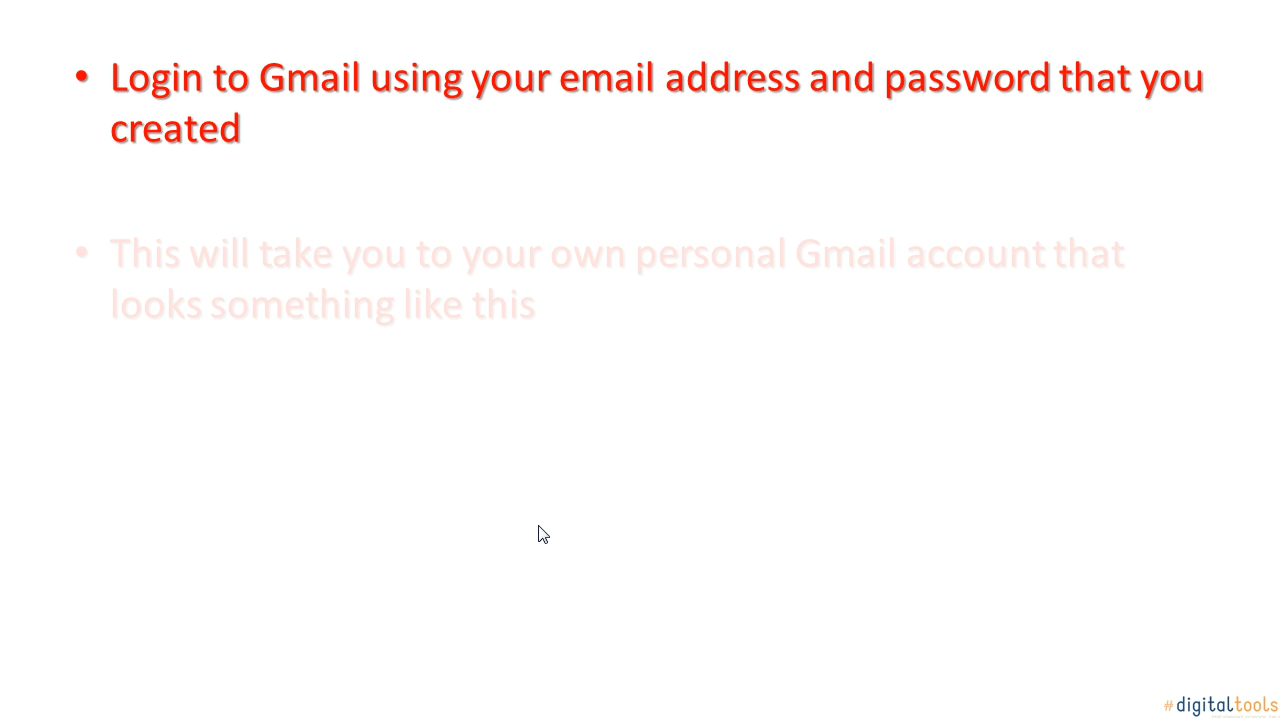 • Login to Gmail using your email address and password that you
created
• This will take you to your own personal Gmail account that
looks something like this
#digitaltools